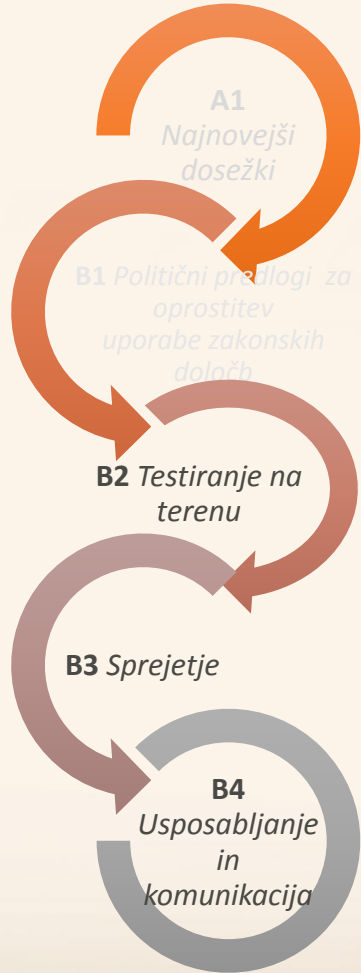 A1
Najnovejši
dosežki
B1 Politični predlogi za
oprostitev
uporabe zakonskih
določb
B2 Testiranje na
terenu
B3 Sprejetje
B4
Usposabljanje
in
komunikacija